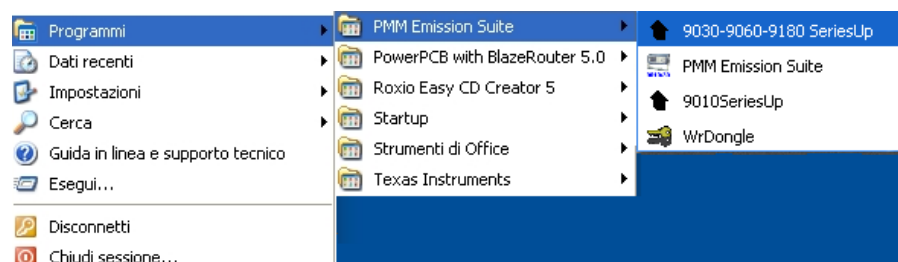 Programmi
Dati recenti
Impostazioni
Cerca
Guida in linea e supporto tecnico
Esegui...
Disconnetti
Chiudi sessione...
PMM Emission Suite
PowerPCB with BlazeRouter 5.0
Roxio Easy CD Creator 5
Startup
Strumenti di Office
Texas Instruments
9030-9060-9180 SeriesUp
PMM Emission Suite
9010SeriesUp
WrDongle